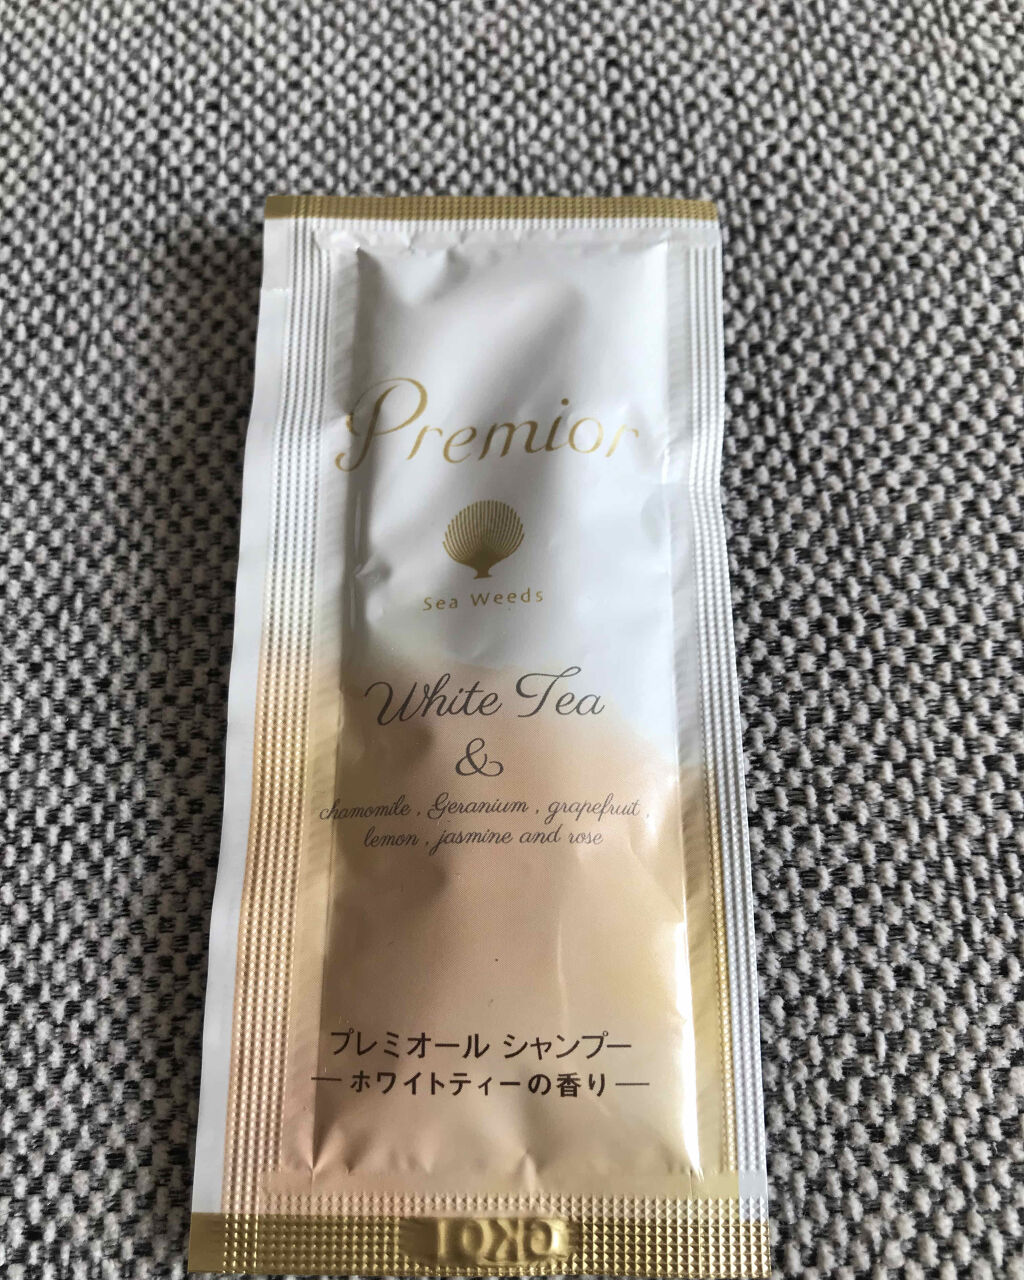 Premior
Sea Weeds
White Tea
&
chamomile , Geranium , grapefruit ,
lemon , jasmine and rose
プレミオール シャンプー
―ホワイトティーの香り―